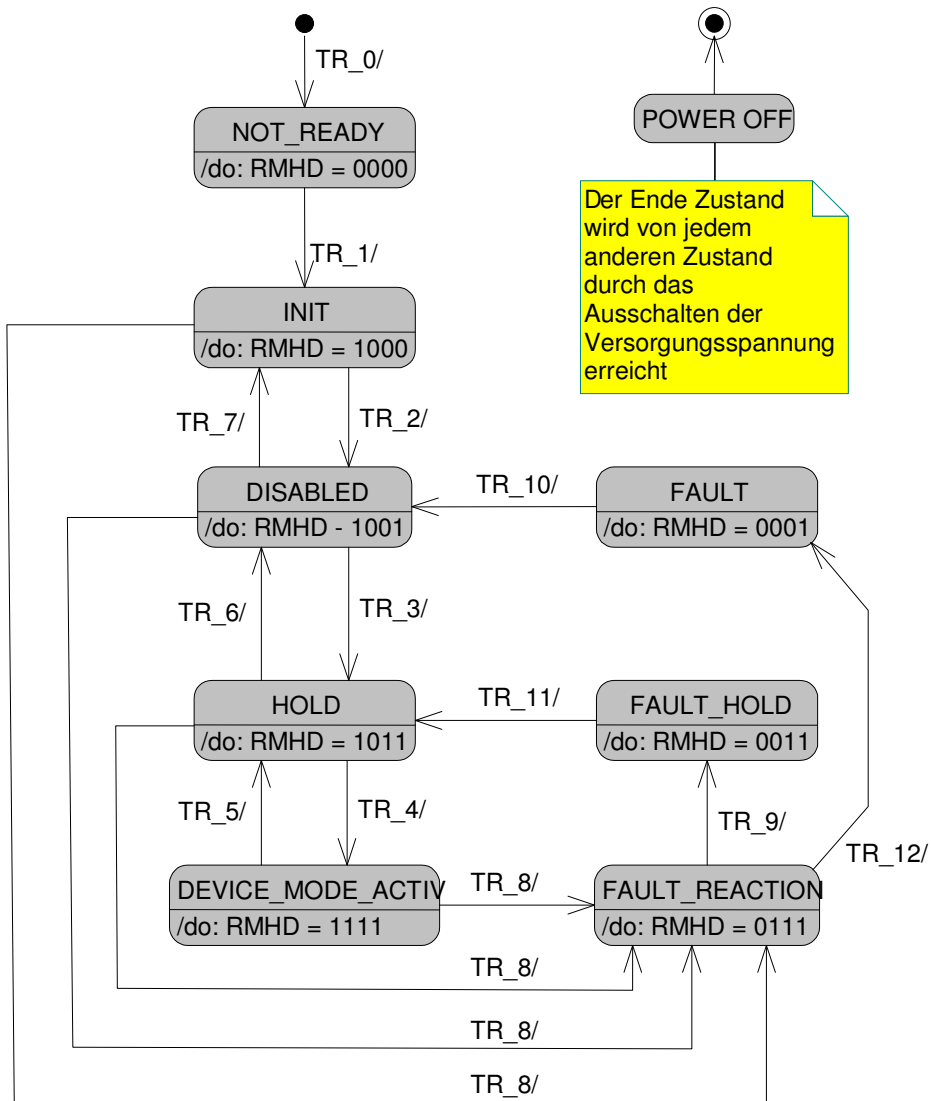 TR_0/
NOT_READY
/do: RMHD = 0000
POWER OFF
Der Ende Zustand
wird von jedem
anderen Zustand
durch das
Ausschalten der
Versorgungsspannung
erreicht
TR_1/
INIT
/do: RMHD = 1000
TR_7/
TR_2/
DISABLED
/do: RMHD - 1001
TR_10/
FAULT
/do: RMHD = 0001
TR_6/
TR_3/
HOLD
/do: RMHD = 1011
TR_11/
FAULT_HOLD
/do: RMHD = 0011
TR_5/
TR_4/
TR_9/
TR_12/
DEVICE_MODE_ACTIV
/do: RMHD = 1111
TR_8/
FAULT_REACTION
/do: RMHD = 0111
TR_8/
TR_8/
TR_8/